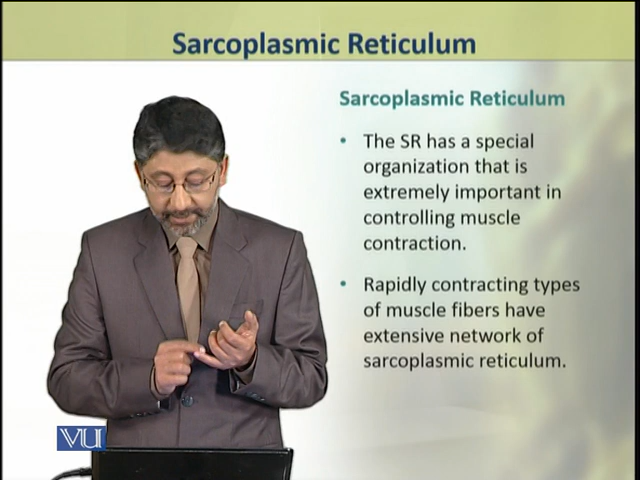 Sarcoplasmic Reticulum
Sarcoplasmic Reticulum
• The SR has a special
organization that is
extremely important in
controlling muscle
contraction.
• Rapidly contracting types
of muscle fibers have
extensive network of
sarcoplasmic reticulum.
VU